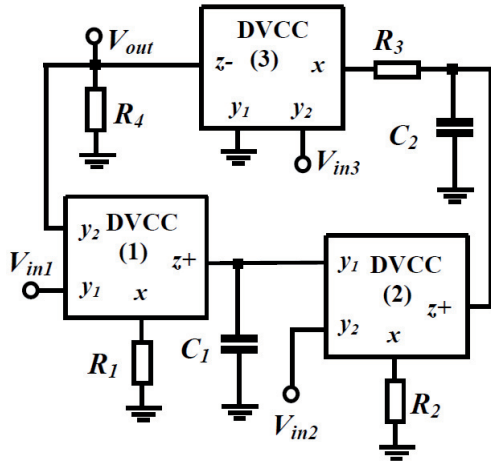 Vout
DVCC
(3)
z-
x
y1
y2
R3
R4
Vin3
C2
DVCC
(1)
y2
z+
y1
x
Vin1
DVCC
(2)
y1
z+
y2
x
R1
C1
Vin2
R2